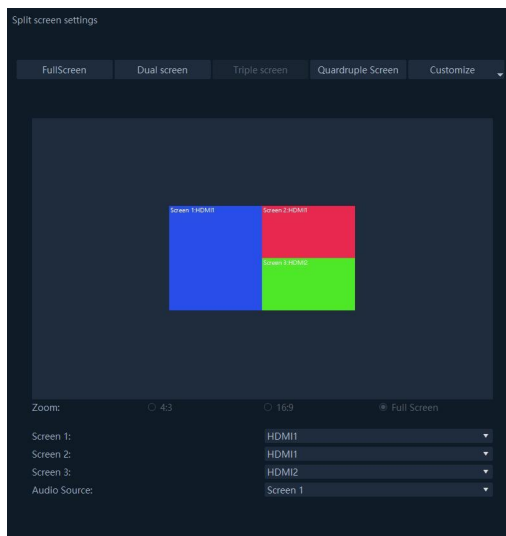 Split screen settings
FullScreen Dual screen Triple screen Quardruple Screen Customize
Screen 1:HDMI1 Screen 2:HDMI1
Screen 3:HDMI2
Zoom: 4:3 16:9 Full Screen
Screen 1: HDMI1
Screen 2: HDMI1
Screen 3: HDMI2
Audio Source: Screen 1